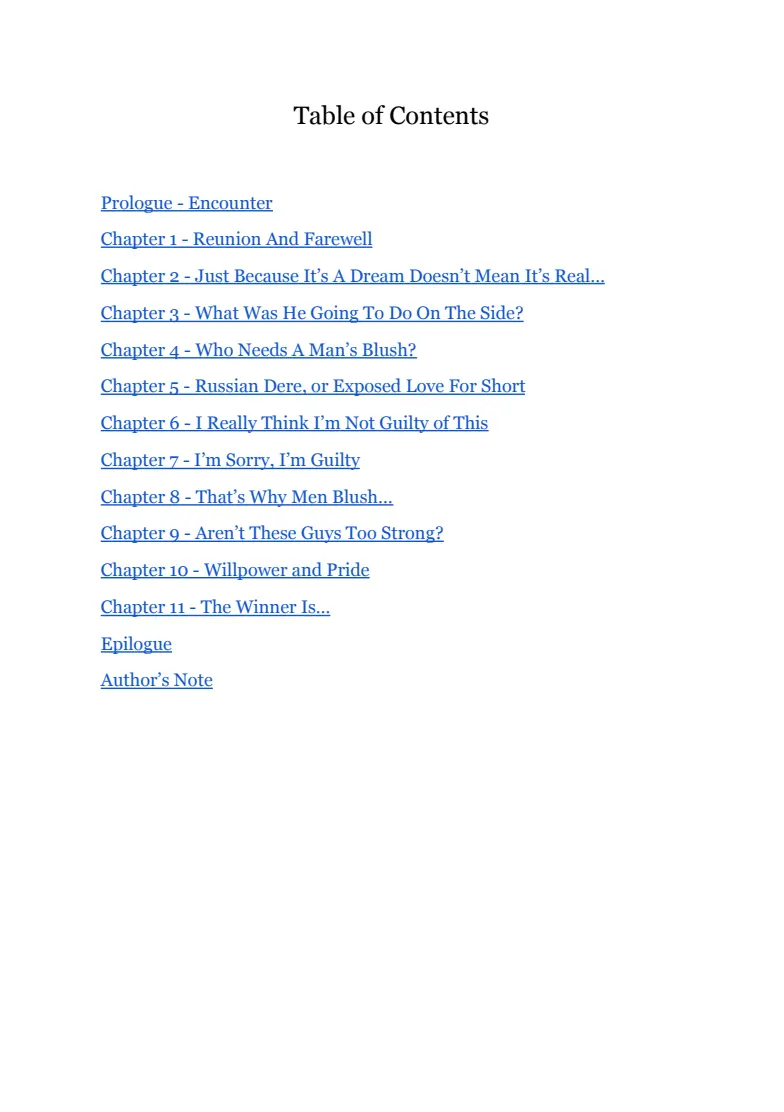 Table of Contents
Prologue - Encounter
Chapter 1 - Reunion And Farewell
Chapter 2 - Just Because It’s A Dream Doesn’t Mean It’s Real…
Chapter 3 - What Was He Going To Do On The Side?
Chapter 4 - Who Needs A Man’s Blush?
Chapter 5 - Russian Dere, or Exposed Love For Short
Chapter 6 - I Really Think I’m Not Guilty of This
Chapter 7 - I’m Sorry, I’m Guilty
Chapter 8 - That’s Why Men Blush…
Chapter 9 - Aren’t These Guys Too Strong?
Chapter 10 - Willpower and Pride
Chapter 11 - The Winner Is…
Epilogue
Author’s Note